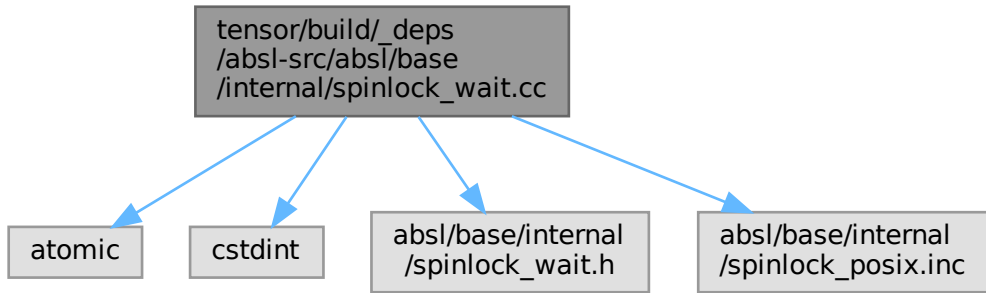 tensor/build/_deps
/absl-src/absl/base
/internal/spinlock_wait.cc
atomic
cstdint
absl/base/internal
/spinlock_wait.h
absl/base/internal
/spinlock_posix.inc